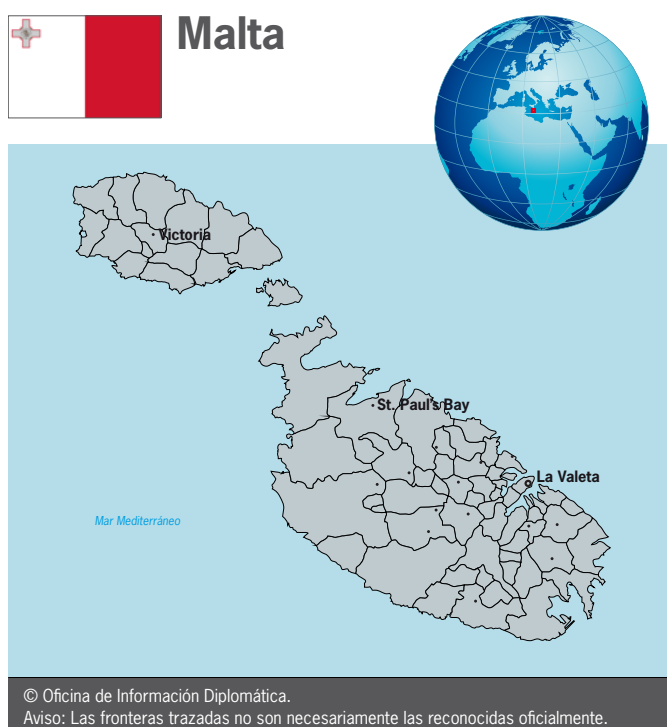 Malta
Victoria
St. Paul's Bay
La Valeta
Mar Mediterráneo
© Oficina de Información Diplomática.
Aviso: Las fronteras trazadas no son necesariamente las reconocidas oficialmente.